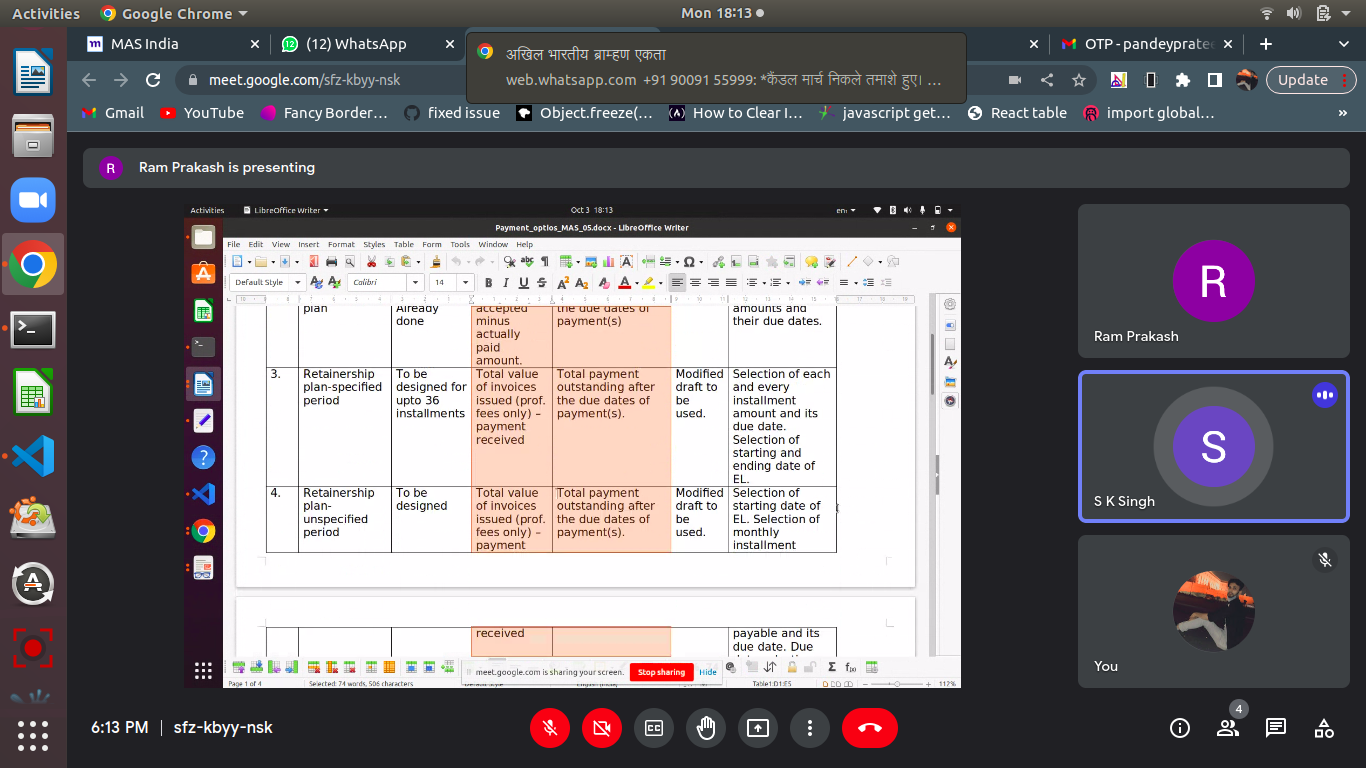 Activities
Google Chrome
Mon 18:13
MAS India
(12) WhatsApp
अखिल भारतीय ब्राम्हण एकता
web.whatsapp.com +91 90091 55999: *कैंडल मार्च निकले तमाशे हुए। ...
OTP - pandeyprate
meet.google.com/sfz-kbyy-nsk
Update
Gmail
YouTube
Fancy Border...
fixed issue
Object.freeze(...
How to Clear I...
javascript get...
React table
import global...
»
R
Ram Prakash is presenting
Activities
LibreOffice Writer
Oct 3 18:13
en
Payment_optios_MAS_05.docx - LibreOffice Writer
File Edit View Insert Format Styles Table Form Tools Window Help
Default Style
Calibri
14
plan
Already
done
accepted
minus
actually
paid
amount.
the due dates of
payment(s)
amounts and
their due dates.
3.
Retainership
plan-specified
period
To be
designed for
upto 36
installments
Total value
of invoices
issued (prof.
fees only) –
payment
received
Total payment
outstanding after
the due dates of
payment(s).
Modified
draft to
be
used.
Selection of each
and every
installment
amount and its
due date.
Selection of
starting and
ending date of
EL.
4.
Retainership
plan-
unspecified
period
To be
designed
Total value
of invoices
issued (prof.
fees only) –
payment
Total payment
outstanding after
the due dates of
payment(s).
Modified
draft to
be
used.
Selection of
starting date of
EL. Selection of
monthly
installment
received
payable and its
due date. Due
meet.google.com is sharing your screen.
Stop sharing
Hide
Page 1 of 4
Selected: 74 words, 506 characters
Default Style
English (India)
Table1:D1:E5
112%
R
Ram Prakash
S
S K Singh
You
6:13 PM | sfz-kbyy-nsk
4